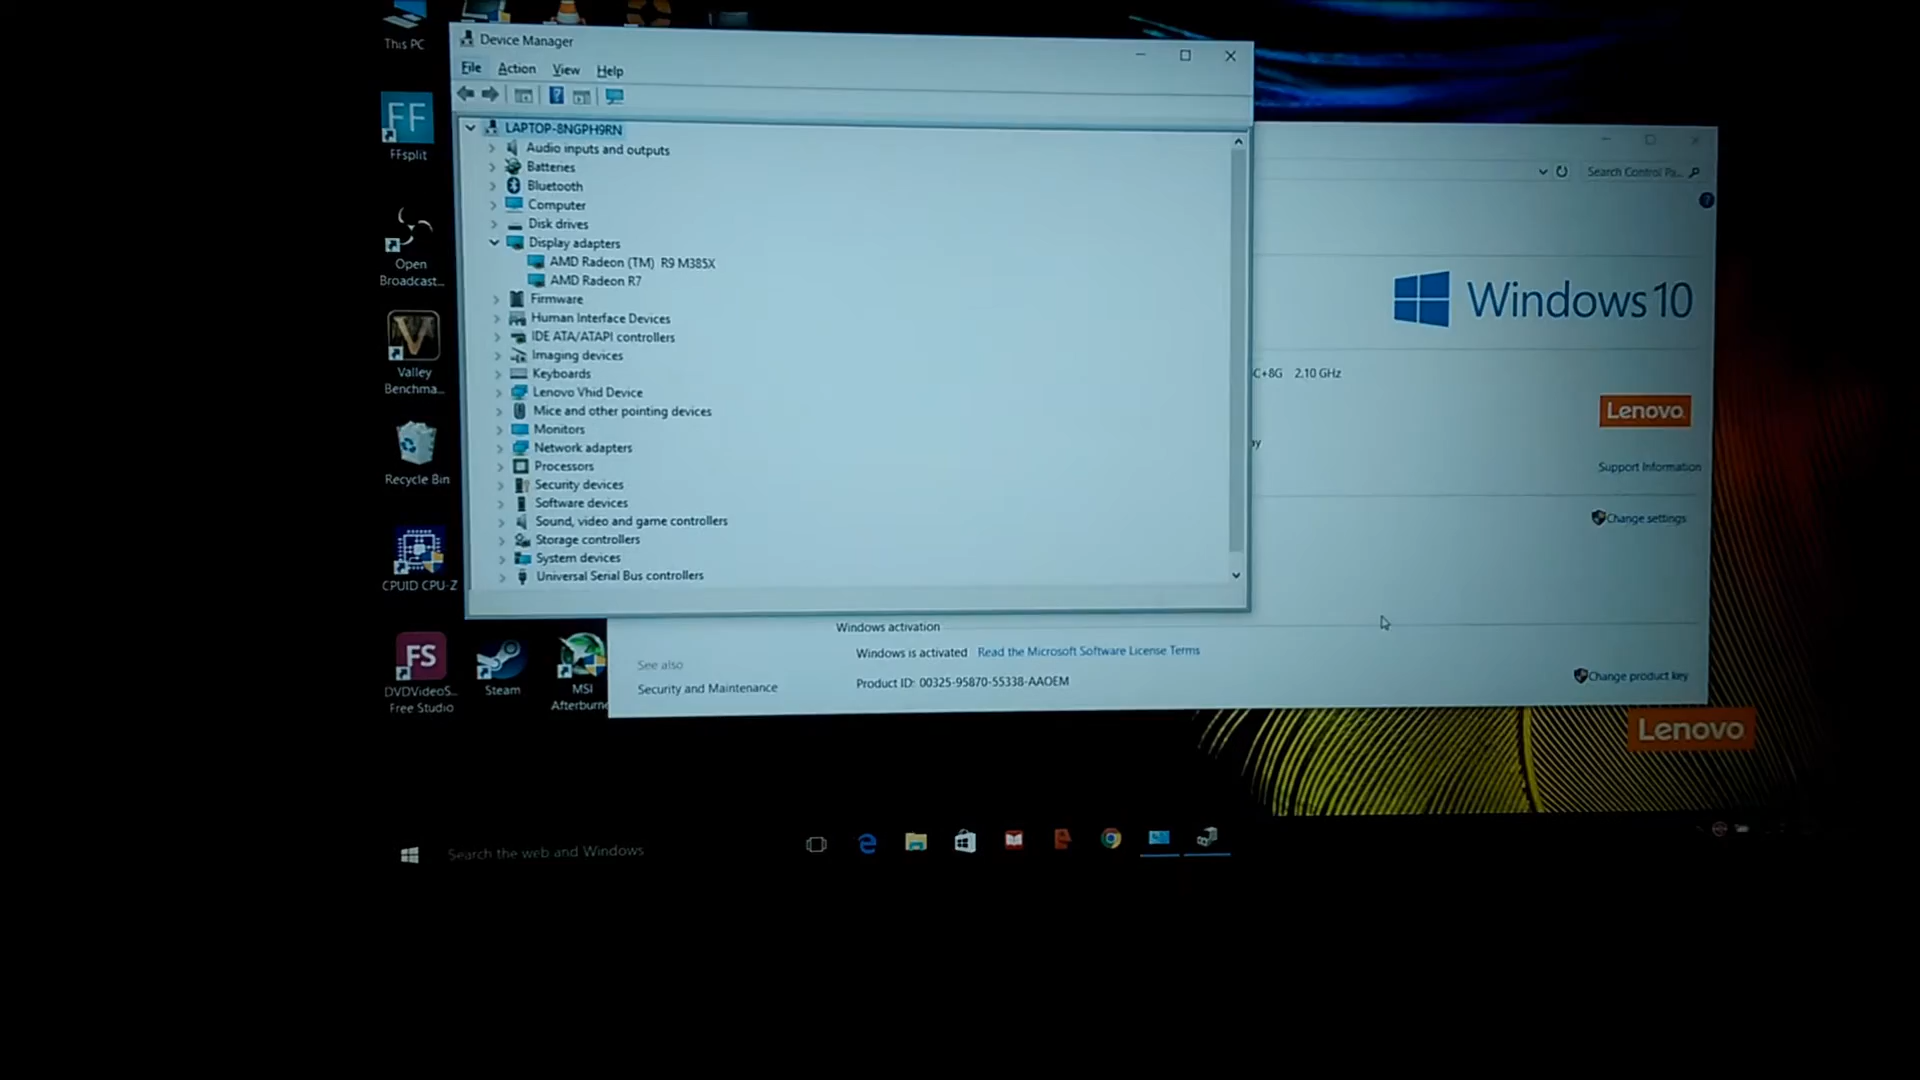 This PC
FF
FFsplit
Open
Broadcast...
V
Valley
Benchma...
Recycle Bin
CPUID CPU-Z
FS
DVDVideoS...
Free Studio
Steam
MSI
Afterburne
Device Manager
File Action View Help
LAPTOP-8NGPH9RN
Audio inputs and outputs
Batteries
Bluetooth
Computer
Disk drives
Display adapters
AMD Radeon (TM) R9 M385X
AMD Radeon R7
Firmware
Human Interface Devices
IDE ATA/ATAPI controllers
Imaging devices
Keyboards
Lenovo Vhid Device
Mice and other pointing devices
Monitors
Network adapters
Processors
Security devices
Software devices
Sound, video and game controllers
Storage controllers
System devices
Universal Serial Bus controllers
Search Control Pa...
Windows 10
C+8G 2.10 GHz
Lenovo
ay
Support Information
Change settings
Windows activation
Windows is activated Read the Microsoft Software License Terms
See also
Security and Maintenance
Product ID: 00325-95870-55338-AAOEM
Change product key
Lenovo
Search the web and Windows